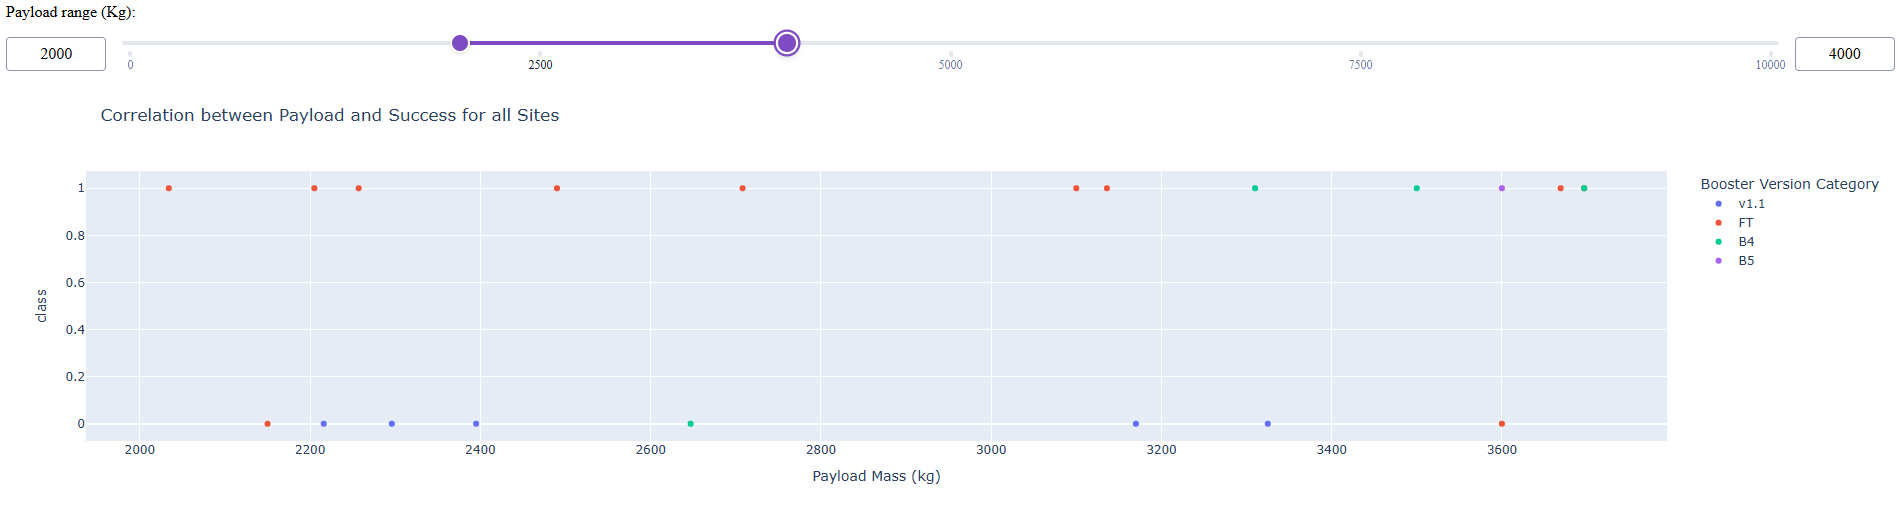 Payload range (Kg):
2000
4000
0
2500
5000
7500
10000
Correlation between Payload and Success for all Sites
1
0.8
0.6
0.4
0.2
0
class
2000
2200
2400
2600
2800
3000
3200
3400
3600
Payload Mass (kg)
Booster Version Category
v1.1
FT
B4
B5